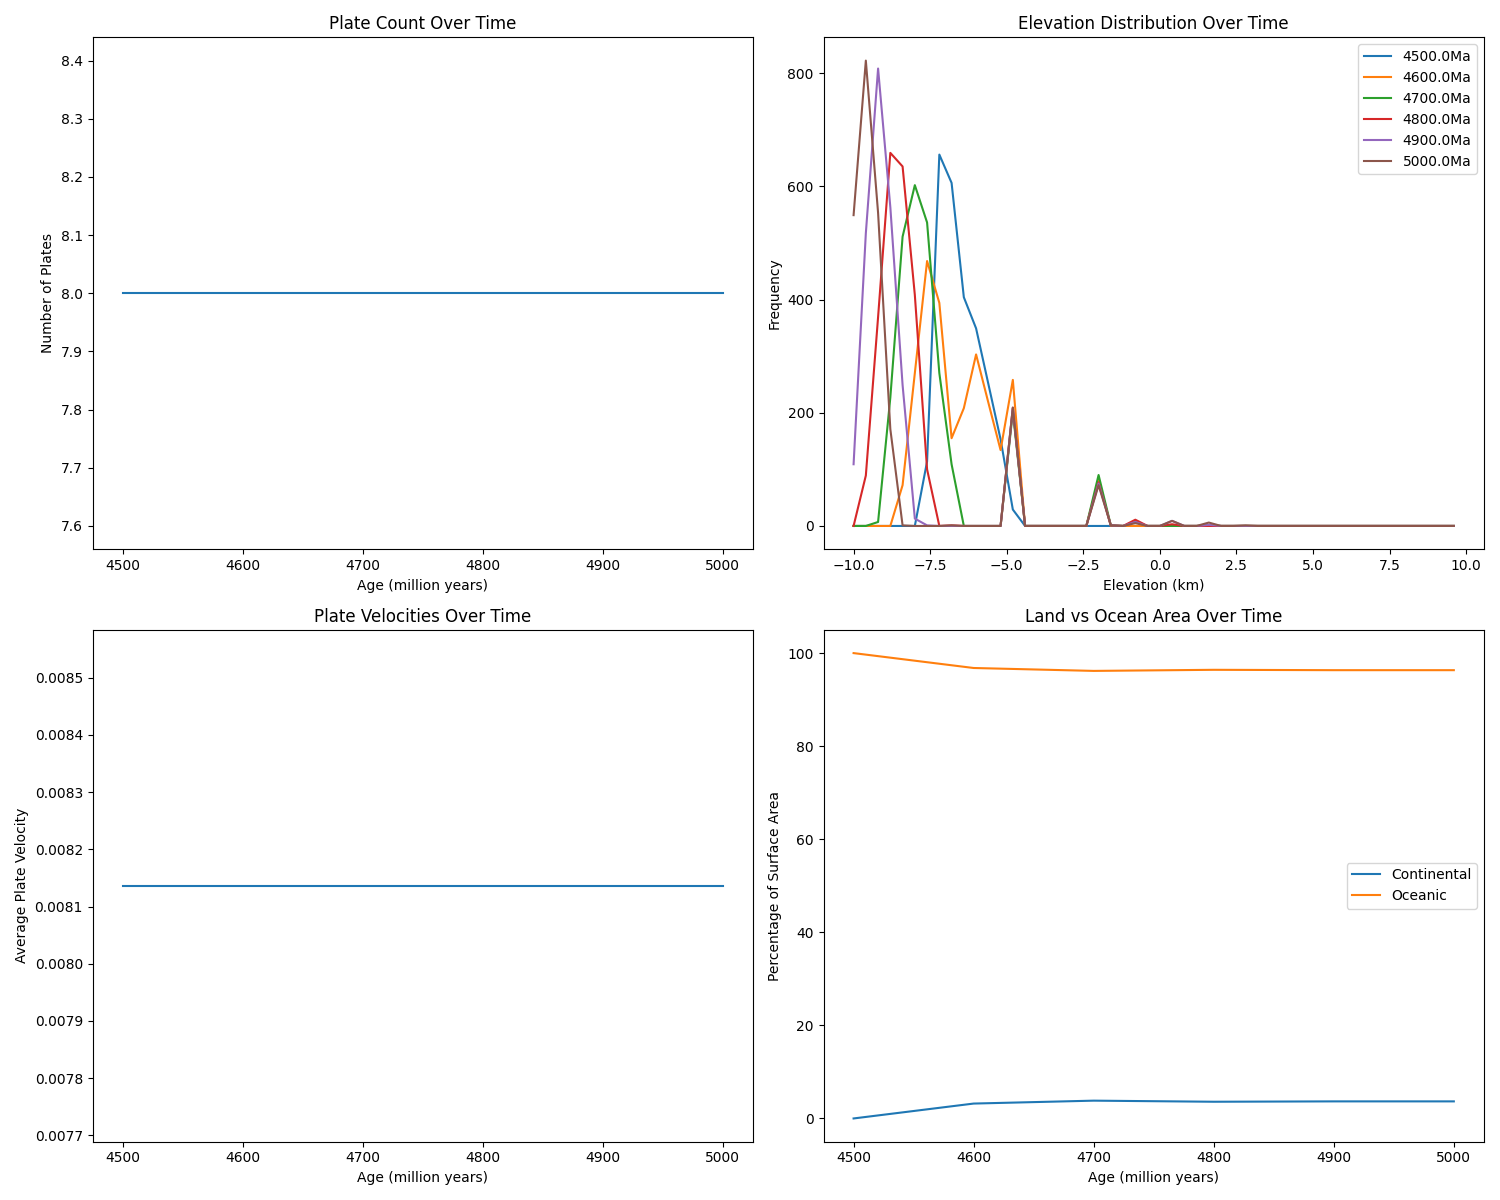 Plate Count Over Time
Number of Plates
8.4
8.3
8.2
8.1
8.0
7.9
7.8
7.7
7.6
4500 4600 4700 4800 4900 5000
Age (million years)
Elevation Distribution Over Time
Frequency
800
600
400
200
0
4500.0Ma
4600.0Ma
4700.0Ma
4800.0Ma
4900.0Ma
5000.0Ma
−10.0 −7.5 −5.0 −2.5 0.0 2.5 5.0 7.5 10.0
Elevation (km)
Plate Velocities Over Time
Average Plate Velocity
0.0085
0.0084
0.0083
0.0082
0.0081
0.0080
0.0079
0.0078
0.0077
4500 4600 4700 4800 4900 5000
Age (million years)
Land vs Ocean Area Over Time
Percentage of Surface Area
100
80
60
40
20
0
Continental
Oceanic
4500 4600 4700 4800 4900 5000
Age (million years)